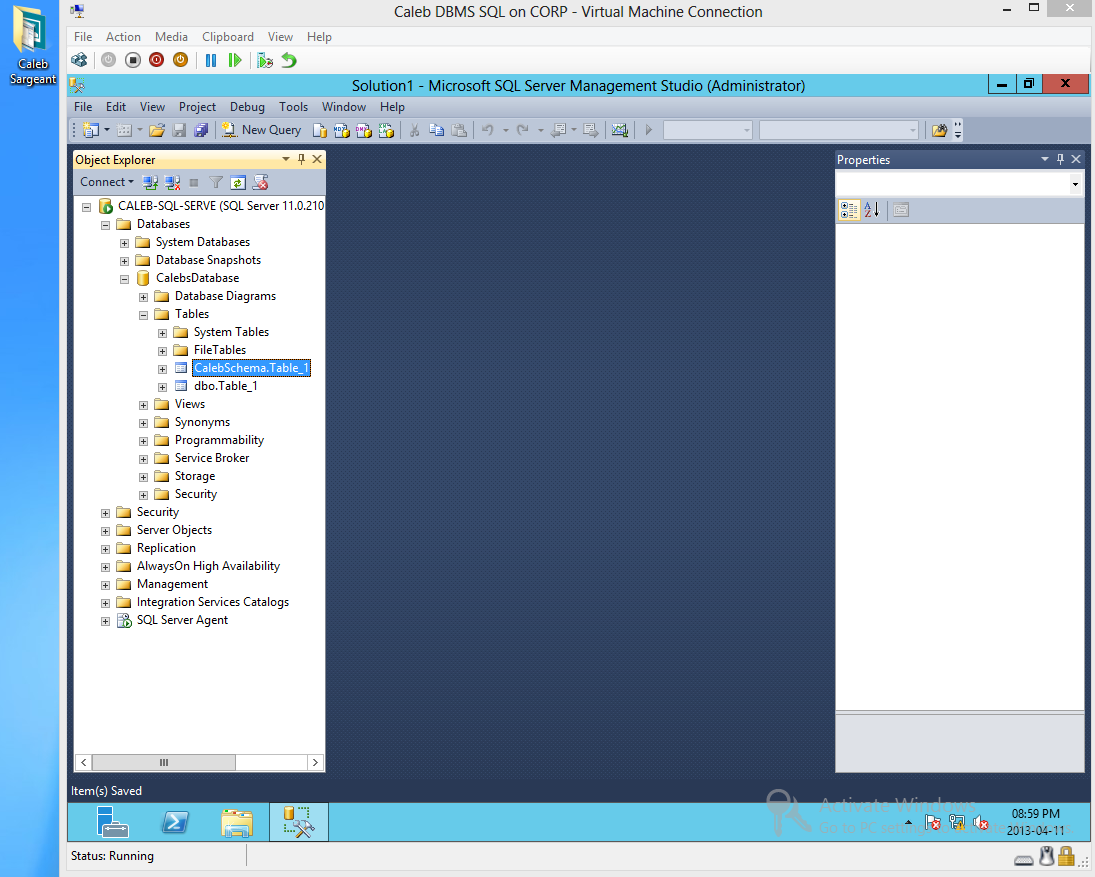 Caleb
Sargeant
Caleb DBMS SQL on CORP - Virtual Machine Connection
File Action Media Clipboard View Help
Solution1 - Microsoft SQL Server Management Studio (Administrator)
File Edit View Project Debug Tools Window Help
New Query
Object Explorer
Connect
CALEB-SQL-SERVE (SQL Server 11.0.210
Databases
System Databases
Database Snapshots
CalebsDatabase
Database Diagrams
Tables
System Tables
FileTables
CalebSchema.Table_1
dbo.Table_1
Views
Synonyms
Programmability
Service Broker
Storage
Security
Security
Server Objects
Replication
AlwaysOn High Availability
Management
Integration Services Catalogs
SQL Server Agent
Properties
Item(s) Saved
Activate Windows
Go to PC
08:59 PM
2013-04-11
Status: Running